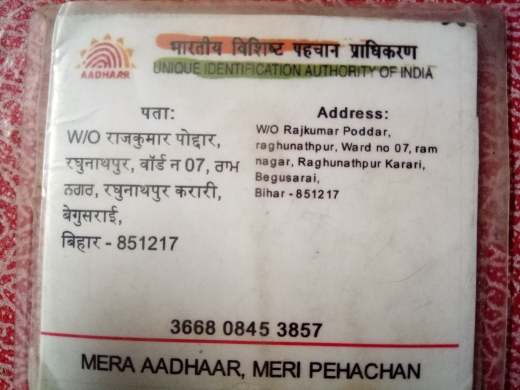 भारतीय विशिष्ट पहचान प्राधिकरण
AADHAAR
UNIQUE IDENTIFICATION AUTHORITY OF INDIA
पता:
W/O राजकुमार पोद्दार,
रघुनाथपुर, वॉर्ड न 07, ਰਾਮ
ਨਗਰ, रघुनाथपुर करारी,
बेगुसराई,
बिहार - 851217
Address:
W/O Rajkumar Poddar,
raghunathpur, Ward no 07, ram
nagar, Raghunathpur Karari,
Begusarai,
Bihar - 851217
3668 0845 3857
MERA AADHAAR, MERI PEHACHAN